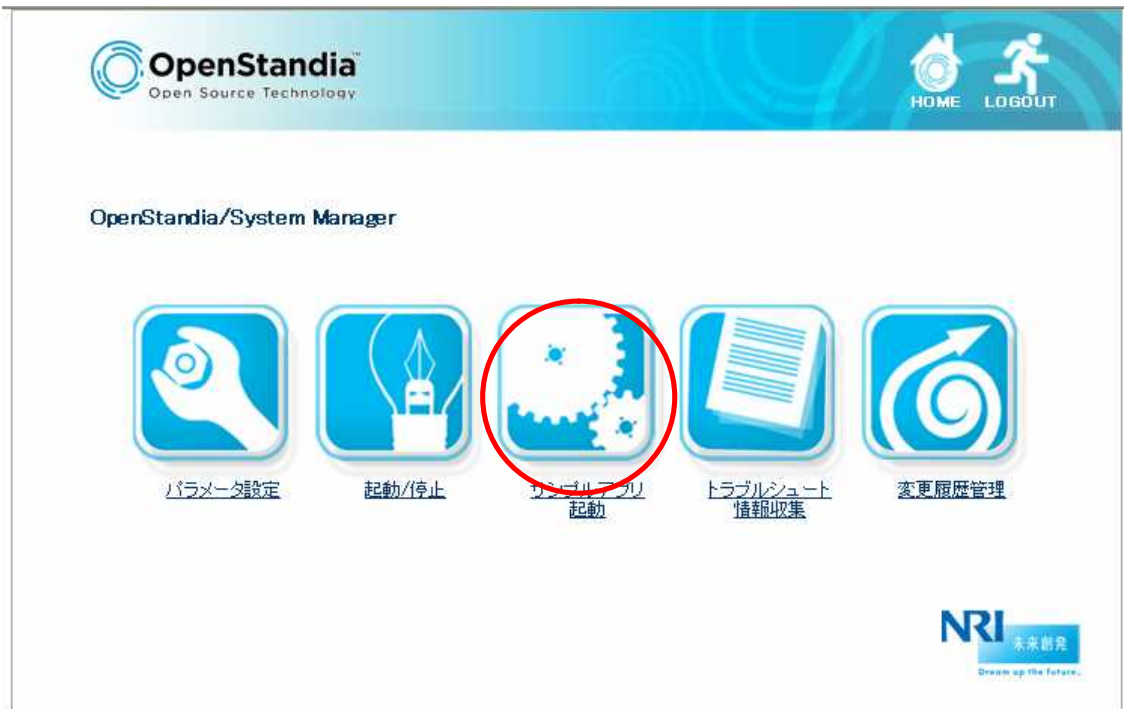 OpenStandia™
Open Source Technology
HOME LOGOUT
OpenStandia/System Manager
パラメータ設定
起動/停止
サンプルアプリ
起動
トラブルシュート
情報収集
変更履歴管理
NRI
未来創発
Dream up the future.